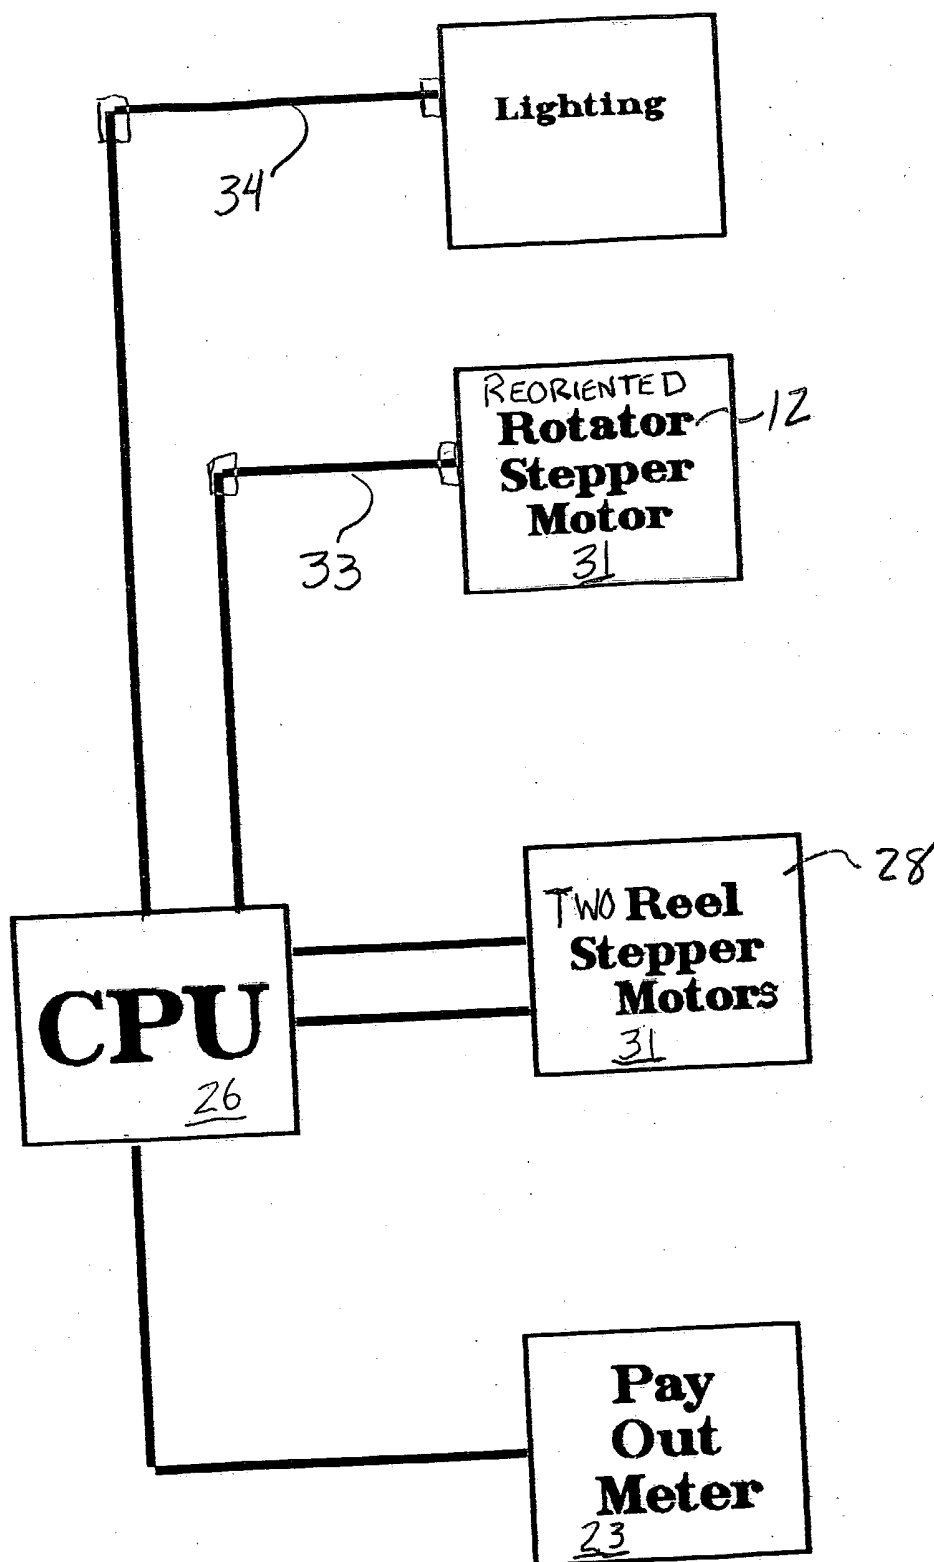 Lighting
34
REORIENTED
Rotator 12
Stepper
Motor
31
33
TWO Reel 28
Stepper
Motors
31
CPU
26
Pay
Out
Meter
23